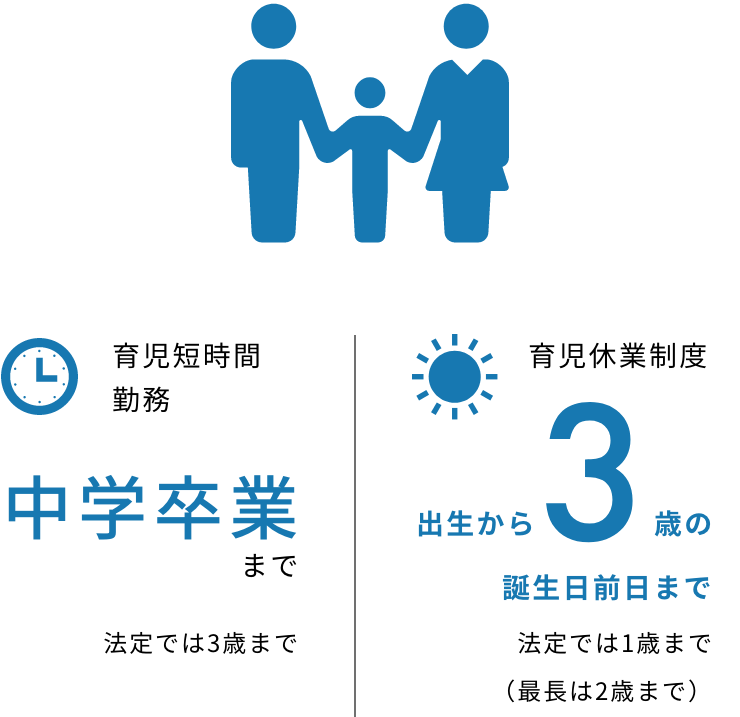 育児短時間
勤務
中学卒業
まで
法定では3歳まで
育児休業制度
出生から3歳の
誕生日前日まで
法定では1歳まで
（最長は2歳まで）